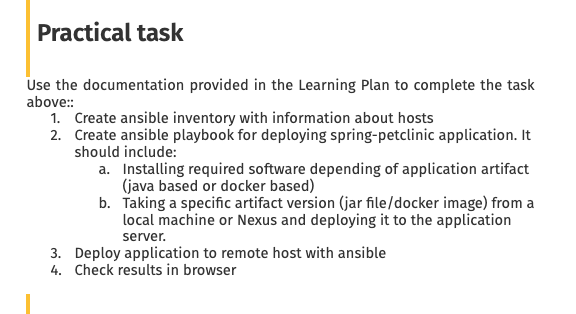 Practical task
Use the documentation provided in the Learning Plan to complete the task
above::
1. Create ansible inventory with information about hosts
2. Create ansible playbook for deploying spring-petclinic application. It
should include:
a. Installing required software depending of application artifact
(java based or docker based)
b. Taking a specific artifact version (jar file/docker image) from a
local machine or Nexus and deploying it to the application
server.
3. Deploy application to remote host with ansible
4. Check results in browser